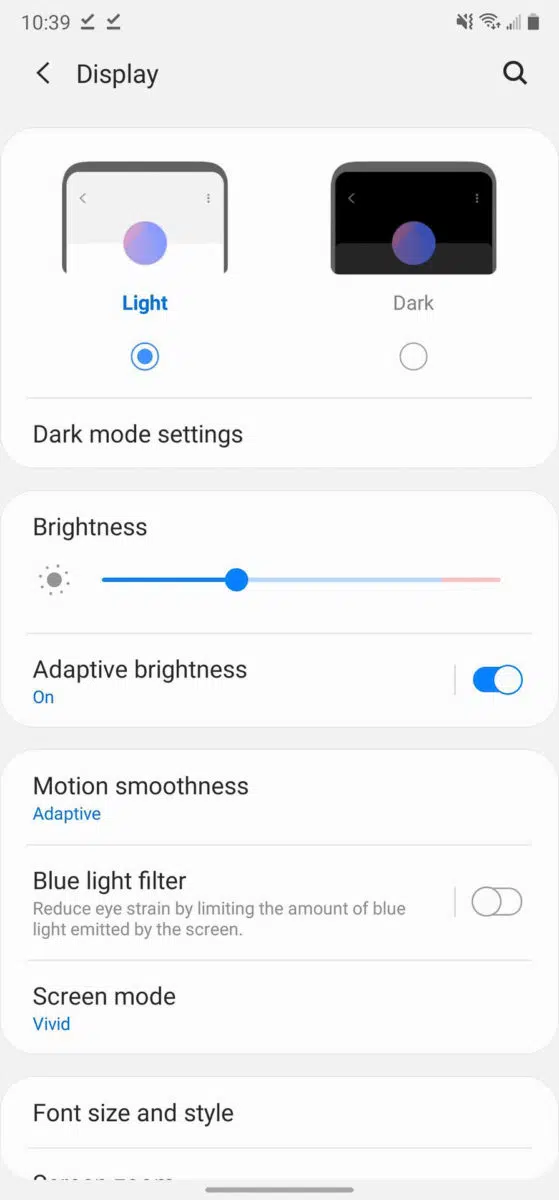 10:39
Display
Light
Dark
Dark mode settings
Brightness
Adaptive brightness
On
Motion smoothness
Adaptive
Blue light filter
Reduce eye strain by limiting the amount of blue
light emitted by the screen.
Screen mode
Vivid
Font size and style